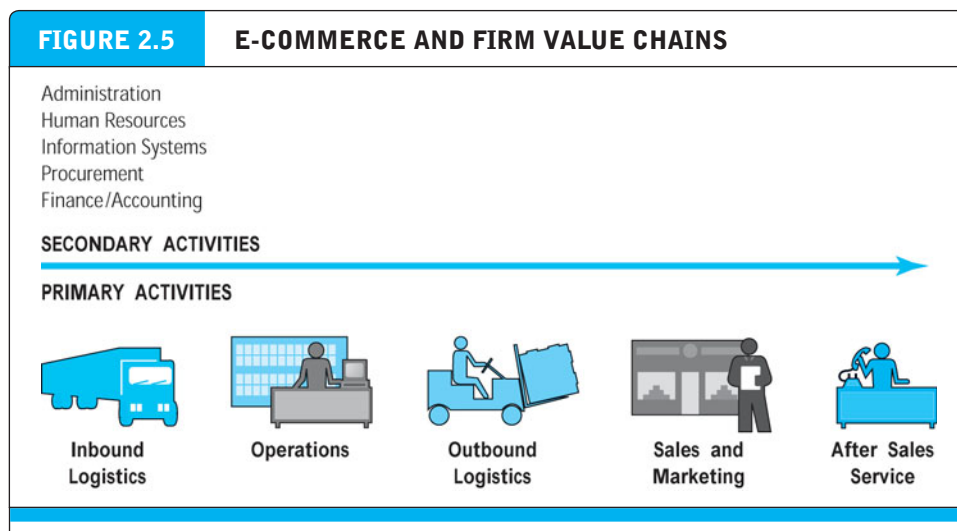 FIGURE 2.5 E-COMMERCE AND FIRM VALUE CHAINS
Administration
Human Resources
Information Systems
Procurement
Finance/Accounting
SECONDARY ACTIVITIES
PRIMARY ACTIVITIES
Inbound
Logistics
Operations
Outbound
Logistics
Sales and
Marketing
After Sales
Service